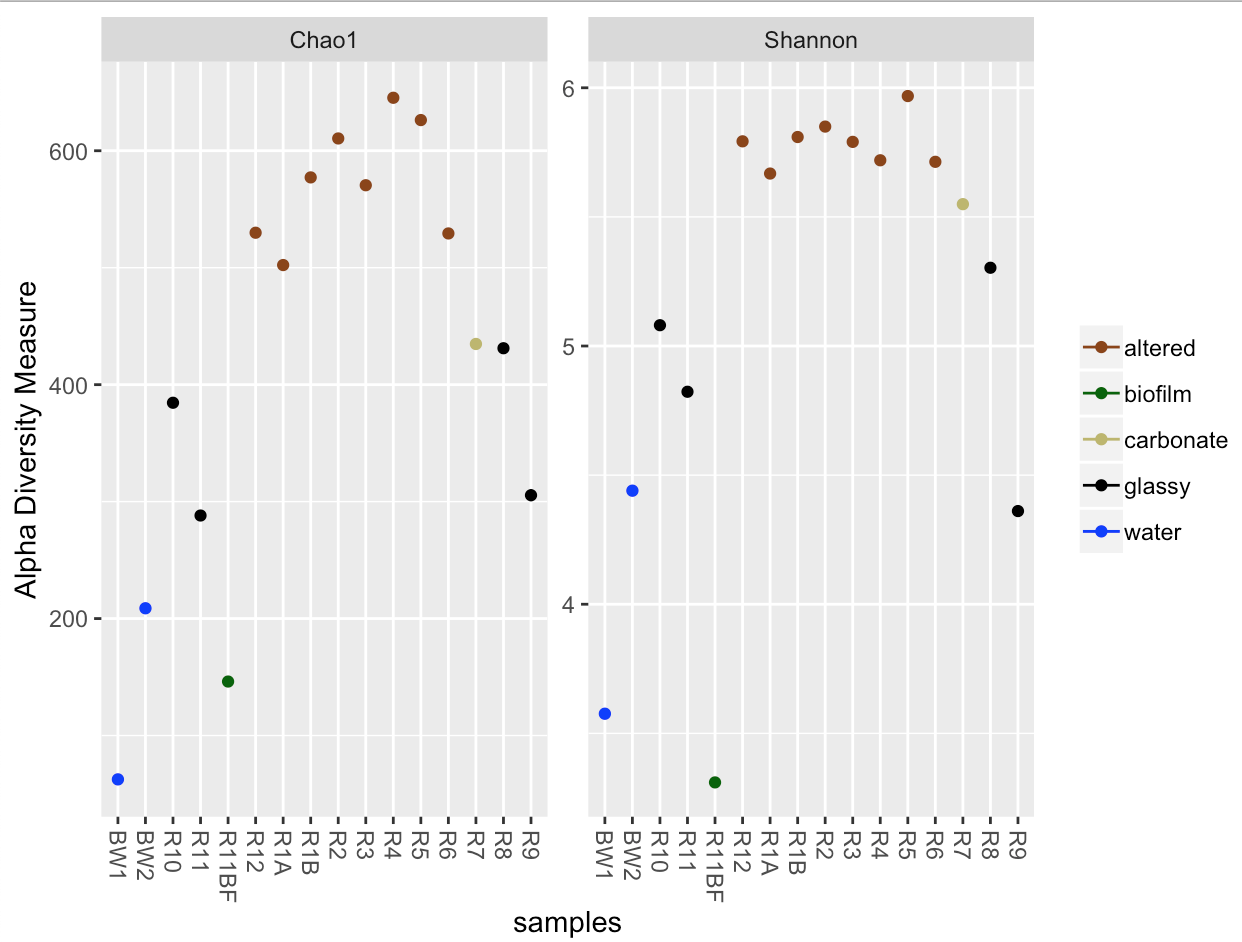 Chao1
Shannon
Alpha Diversity Measure
600
400
200
6
5
4
BW1
BW2
R10
R11
R11BF
R12
R1A
R1B
R2
R3
R4
R5
R6
R7
R8
R9
BW1
BW2
R10
R11
R11BF
R12
R1A
R1B
R2
R3
R4
R5
R6
R7
R8
R9
samples
altered
biofilm
carbonate
glassy
water